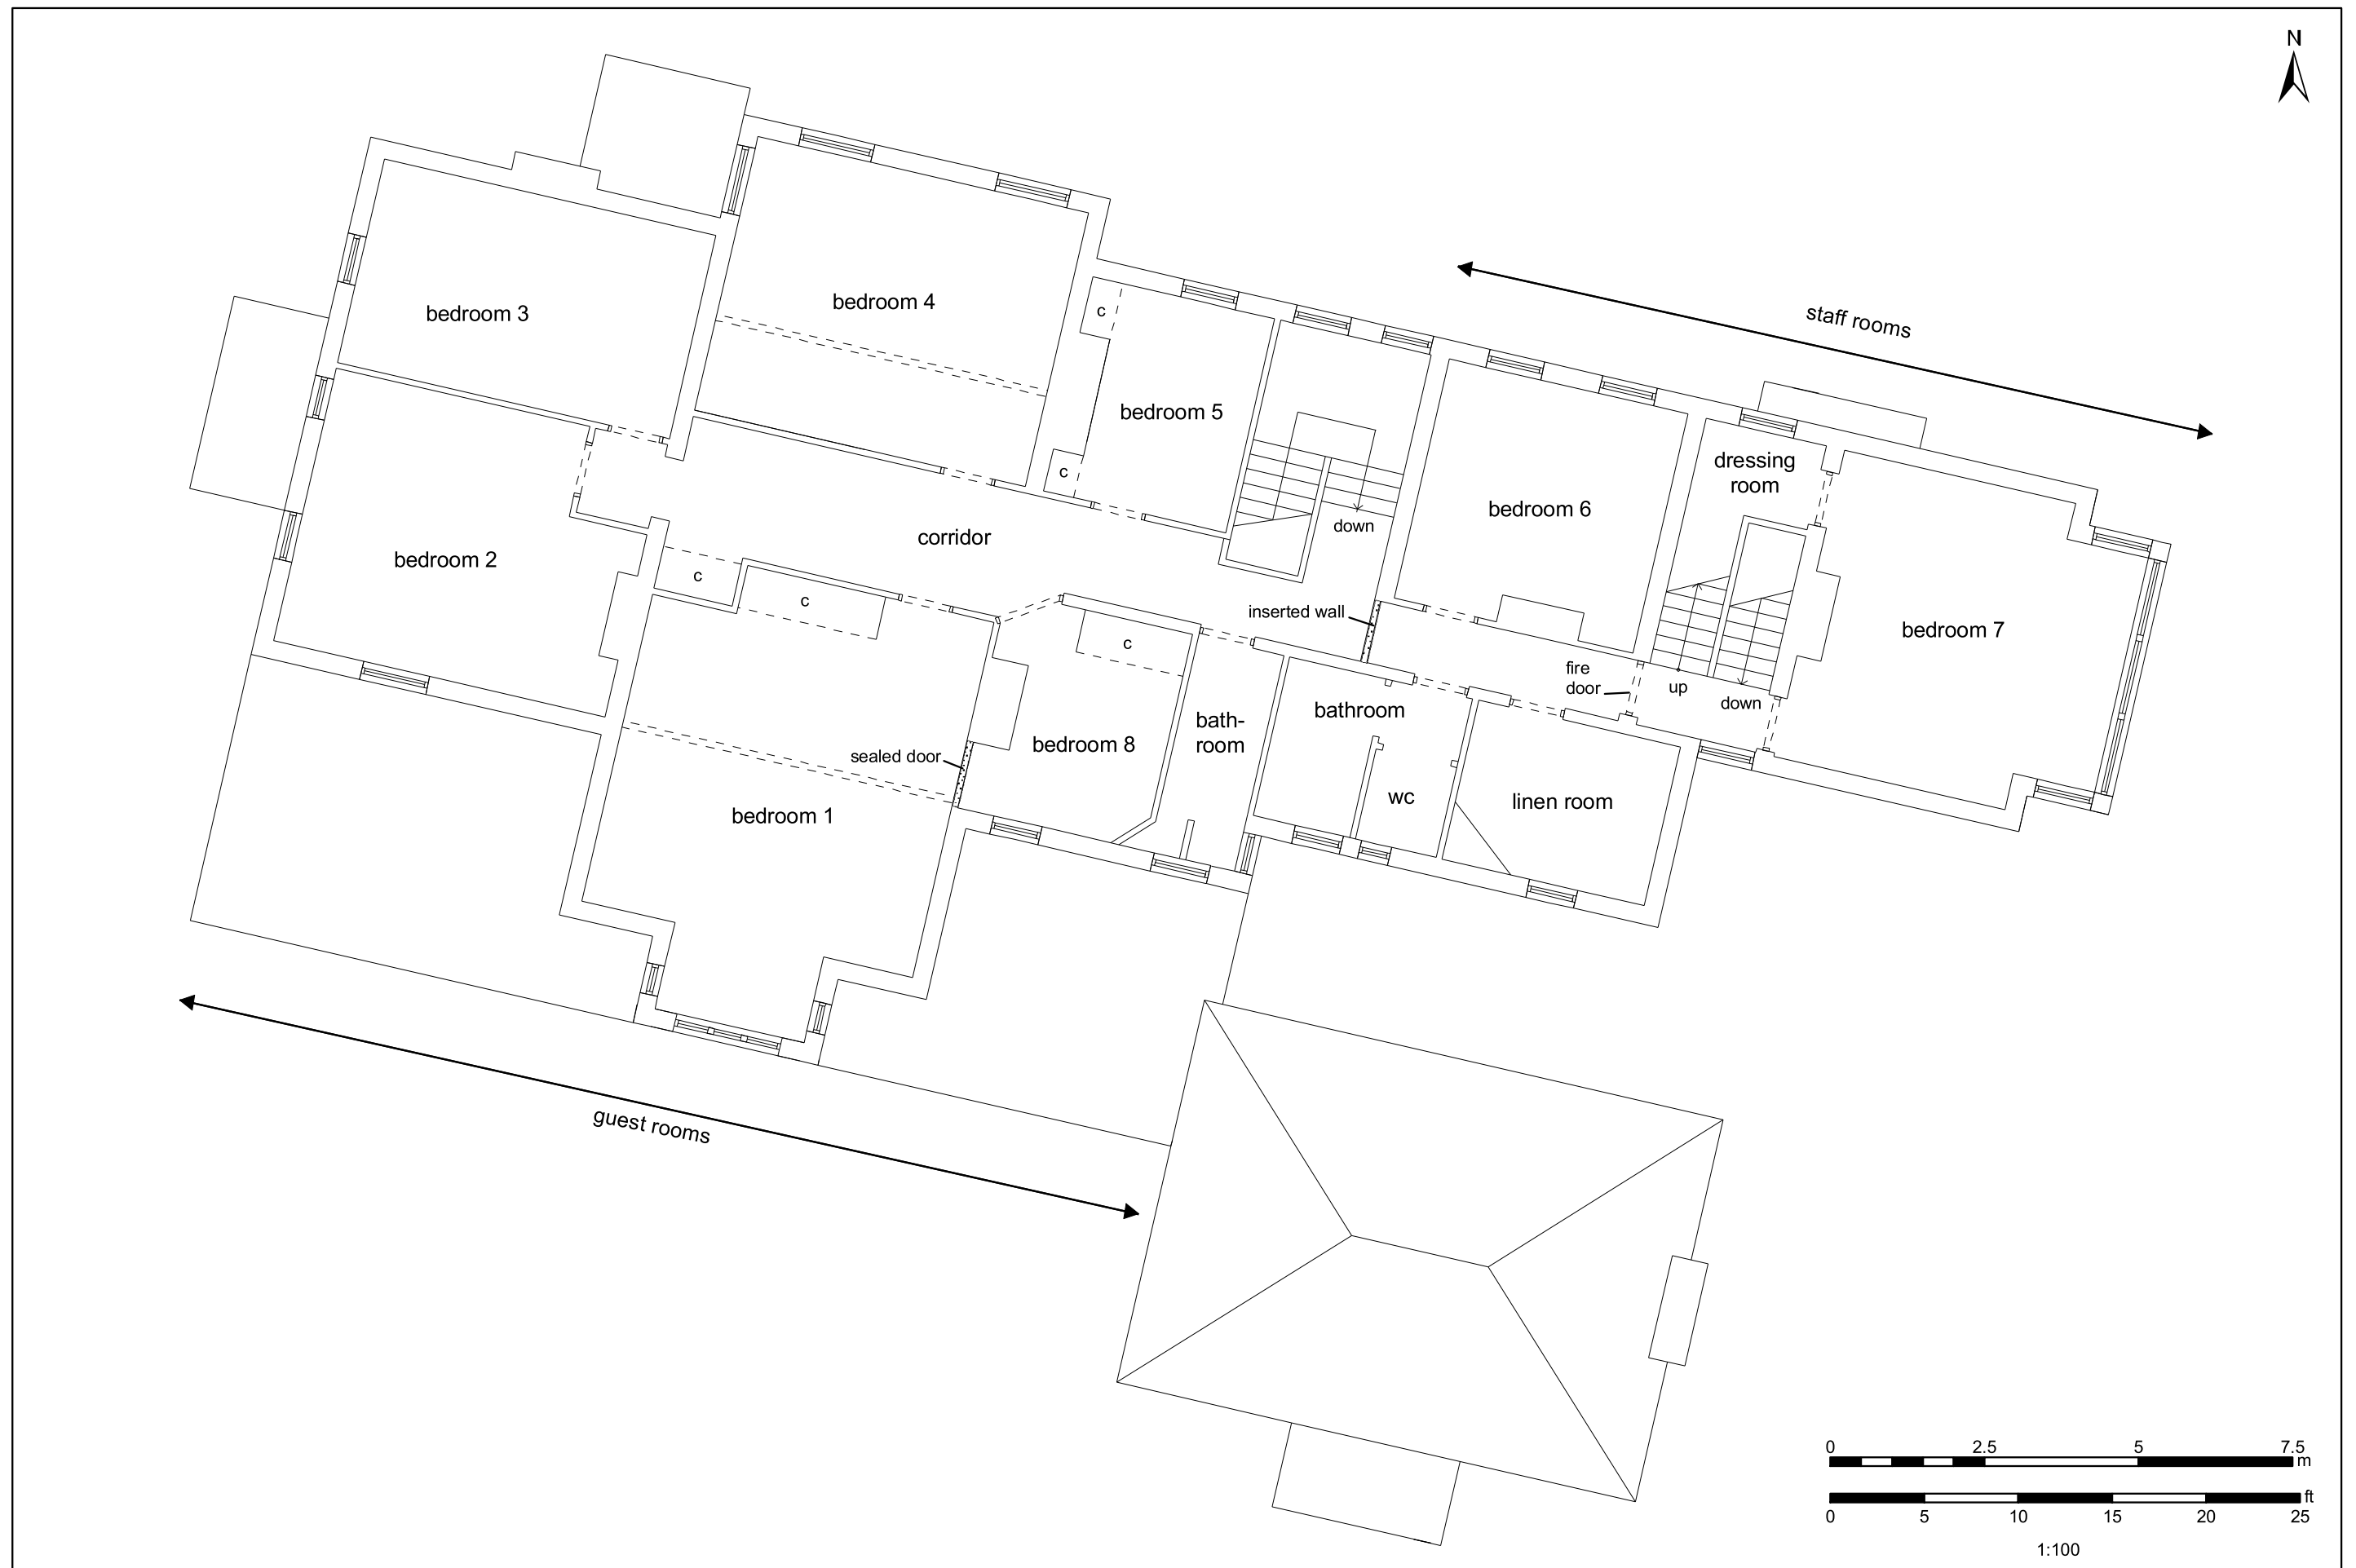 N
staff rooms
bedroom 3
bedroom 4
c
bedroom 5
c
dressing
room
bedroom 6
down
corridor
bedroom 2
c
c
inserted wall
c
bedroom 7
fire
door
up
down
bathroom
bath-
room
bedroom 8
sealed door
wc
linen room
bedroom 1
guest rooms
0 2.5 5 7.5
m
ft
0 5 10 15 20 25
1:100